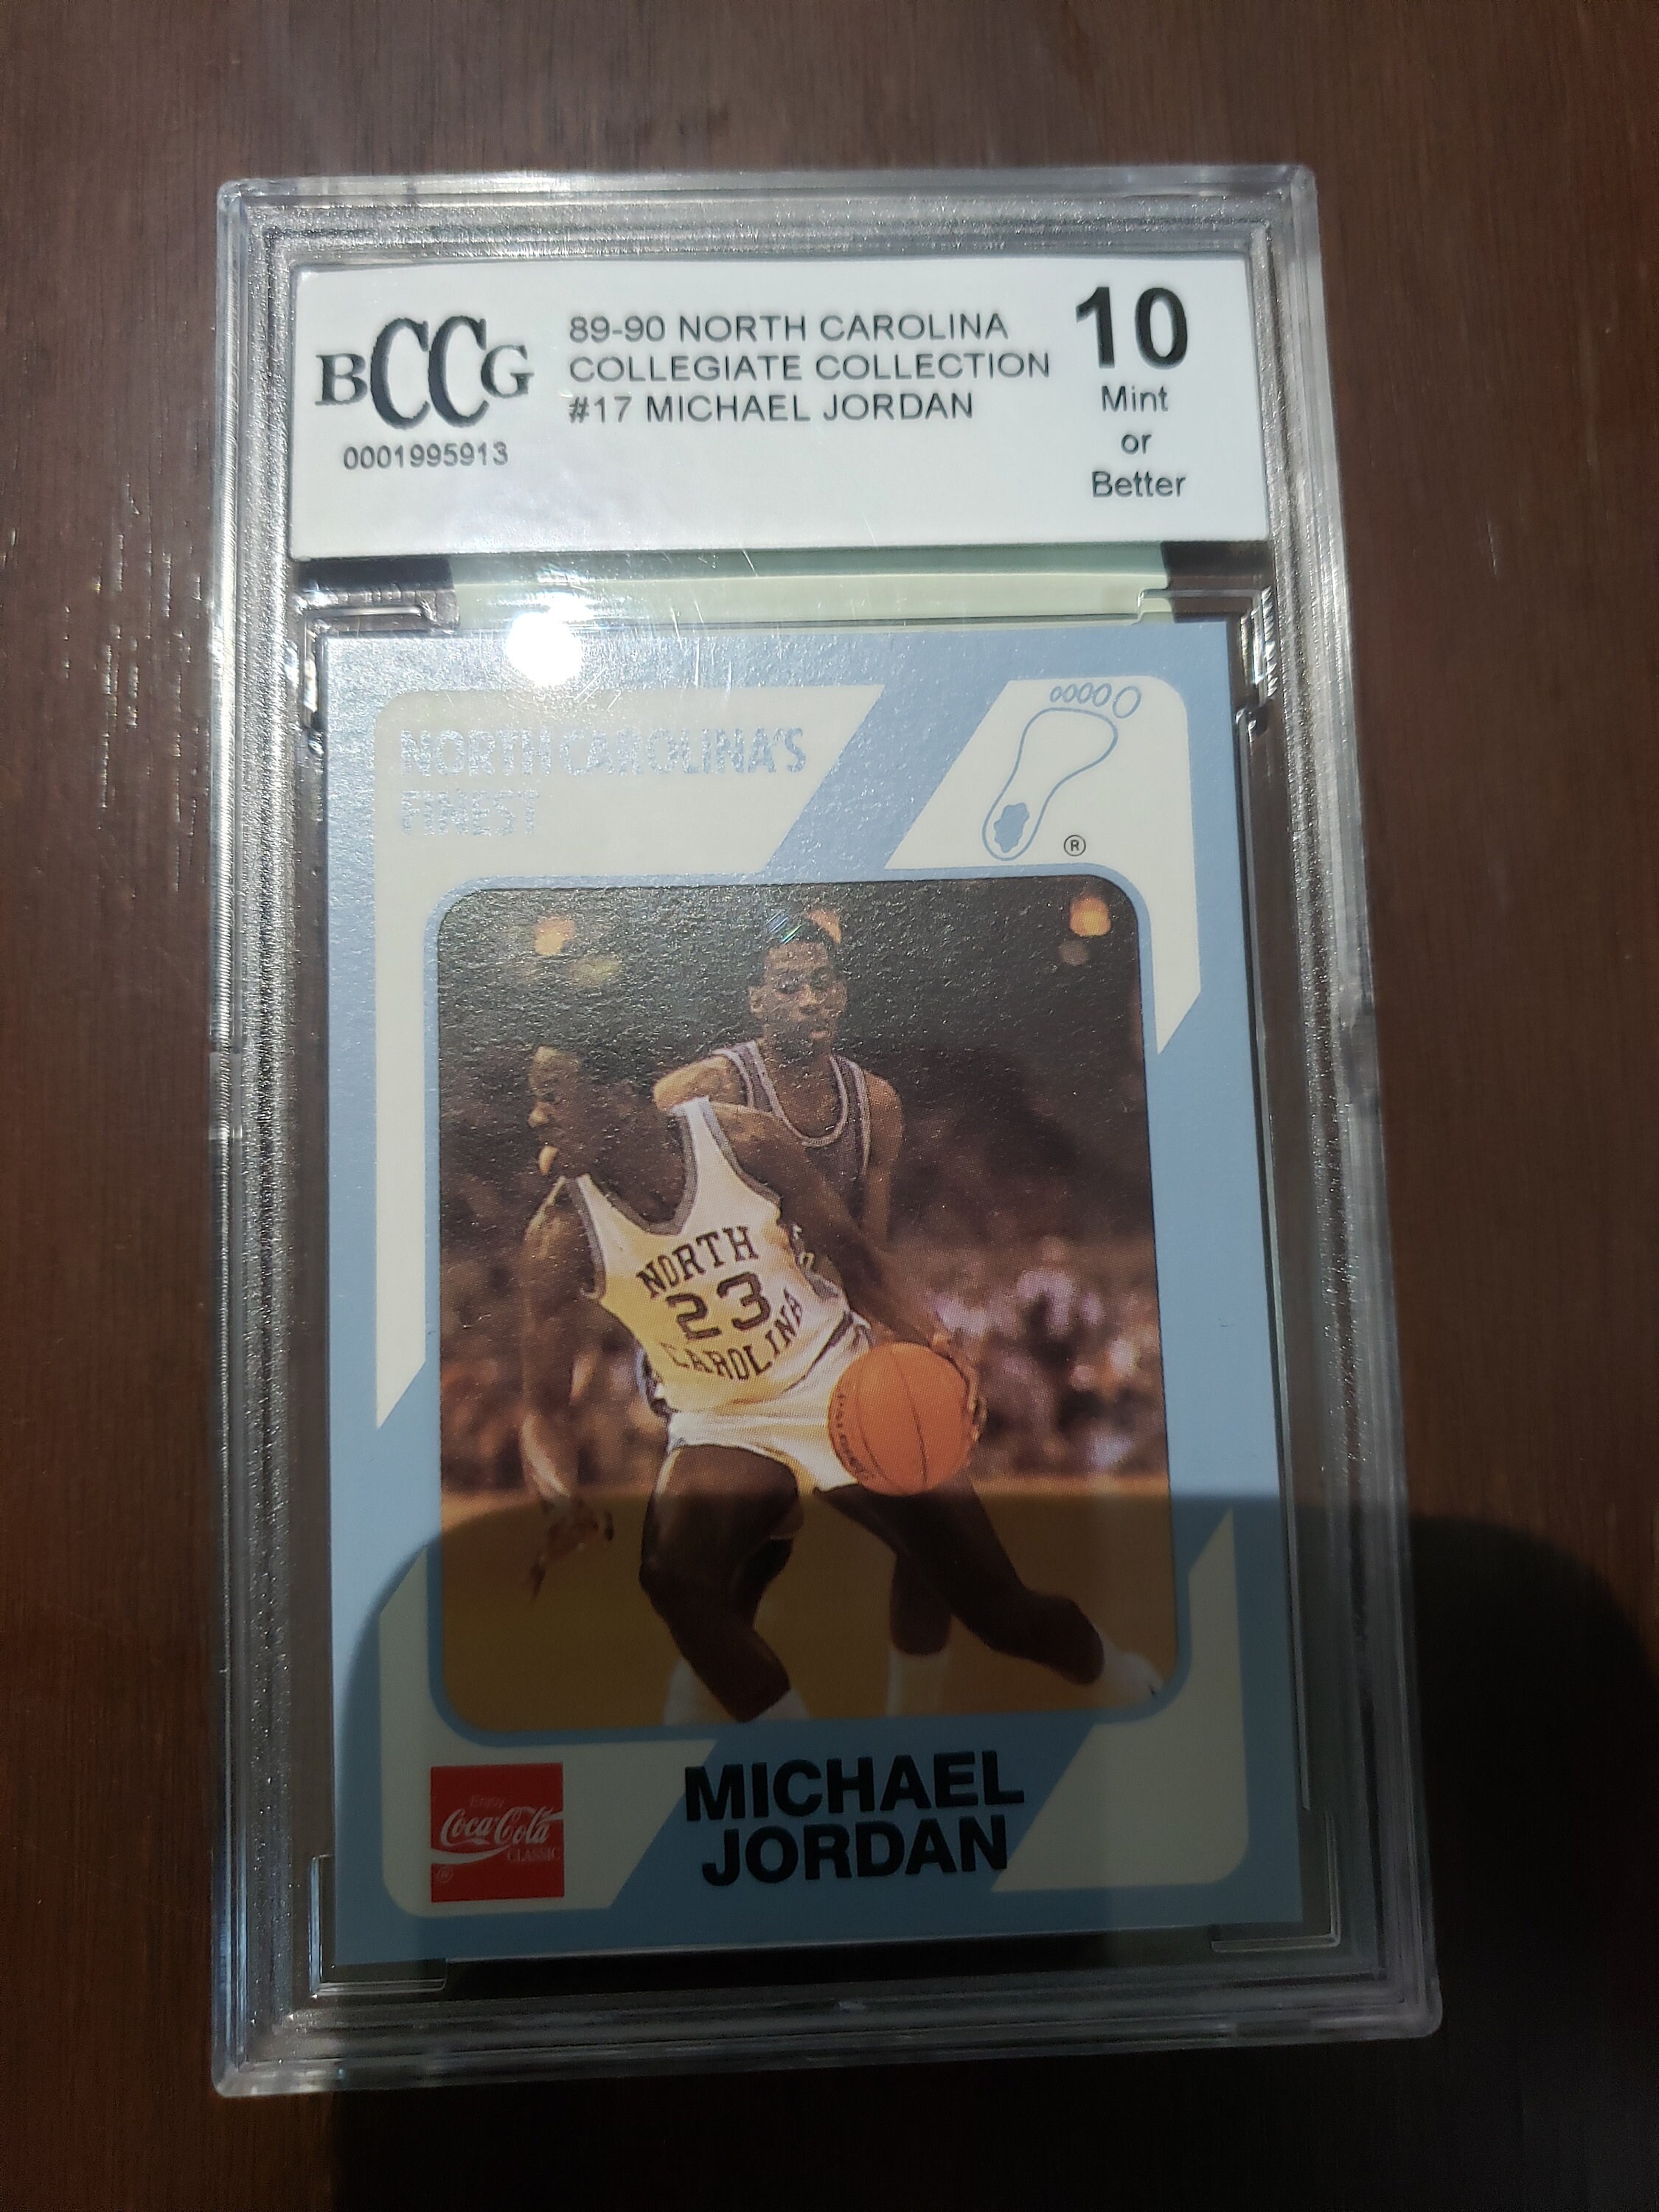 BCCG
0001995913
89-90 NORTH CAROLINA
COLLEGIATE COLLECTION
#17 MICHAEL JORDAN
10
Mint
or
Better
NORTH CAROLINA'S
FINEST
®
NORTH
23
CAROLINA
Enjoy
Coca-Cola
CLASSIC
®
MICHAEL
JORDAN